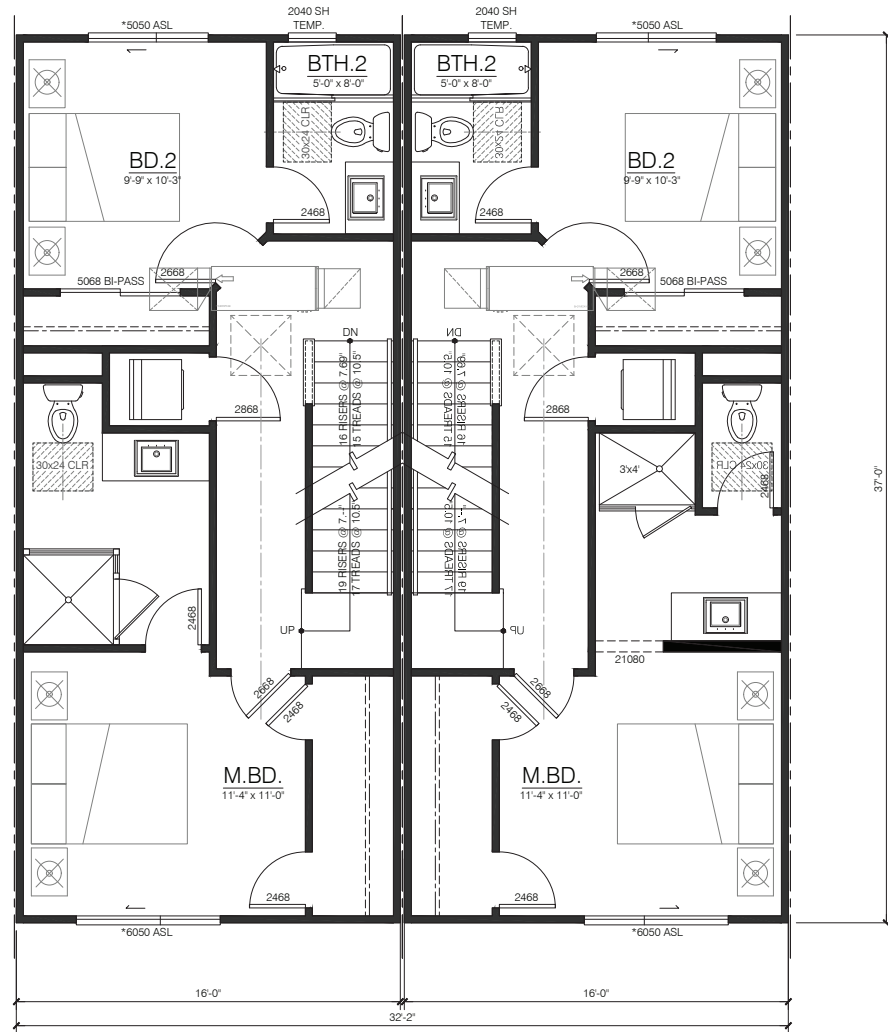 2040 SH
TEMP.
2040 SH
TEMP.
*5050 ASL
*5050 ASL
BTH.2
5'-0" x 8'-0"
BTH.2
5'-0" x 8'-0"
30x24 CLR
30x24 CLR
BD.2
9'-9" x 10'-3"
BD.2
9'-9" x 10'-3"
2468
2468
2668
2668
5068 BI-PASS
5068 BI-PASS
DN
DN
16 RISERS @ 7.69"
15 TREADS @ 10.5"
15 TREADS @ 10.5"
16 RISERS @ 7.69"
2868
2868
30x24 CLR
3'x4'
30x24 CLR
2468
37'-0"
19 RISERS @ 7.-"
17 TREADS @ 10.5"
17 TREADS @ 10.5"
19 RISERS @ 7.-"
2468
UP
UP
21080
2668
2468
2668
2468
M.BD.
11'-4" x 11'-0"
M.BD.
11'-4" x 11'-0"
2468
2468
*6050 ASL
*6050 ASL
16'-0"
16'-0"
32'-2"